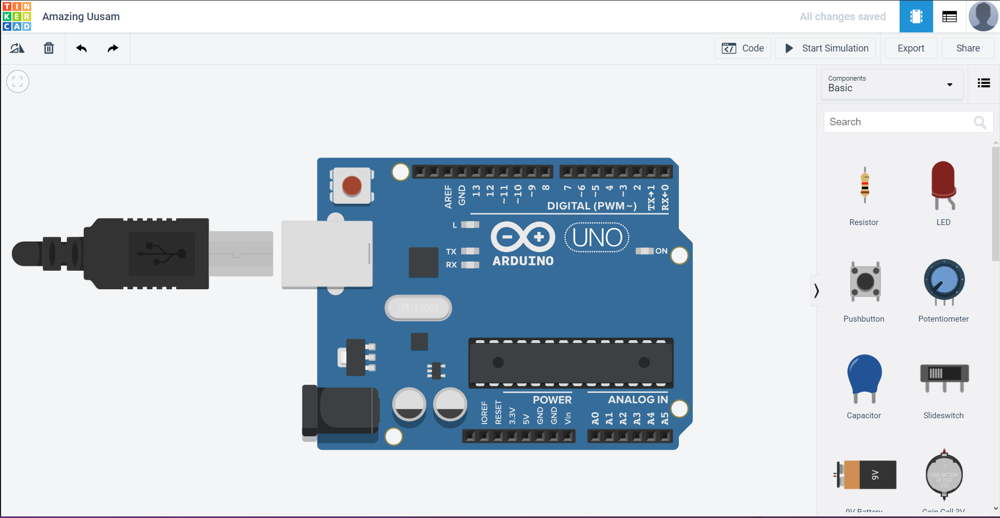 TIN
KER
CAD
Amazing Uusam
All changes saved
Code
Start Simulation
Export
Share
Components
Basic
Search
Resistor
LED
Pushbutton
Potentiometer
Capacitor
Slideswitch
9V
COIN BATTERY
CR 2032
3.0V
9V Battery
Coin Cell 3V
AREF
GND
13
12
~11
~10
~9
8
7
~6
~5
4
~3
2
TX→1
RX←0
DIGITAL (PWM ~)
L
TX
RX
ARDUINO
UNO
ON
SPK16.000G
POWER
ANALOG IN
IOREF
RESET
3.3V
5V
GND
GND
Vin
A0
A1
A2
A3
A4
A5